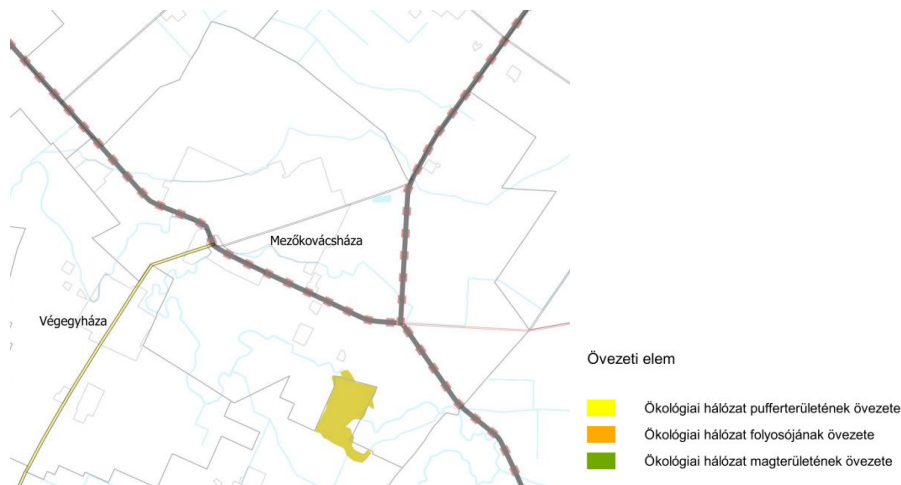 Mezőkovácsháza
Végegyháza
Övezeti elem
Ökológiai hálózat pufferterületének övezete
Ökológiai hálózat folyosójának övezete
Ökológiai hálózat magterületének övezete